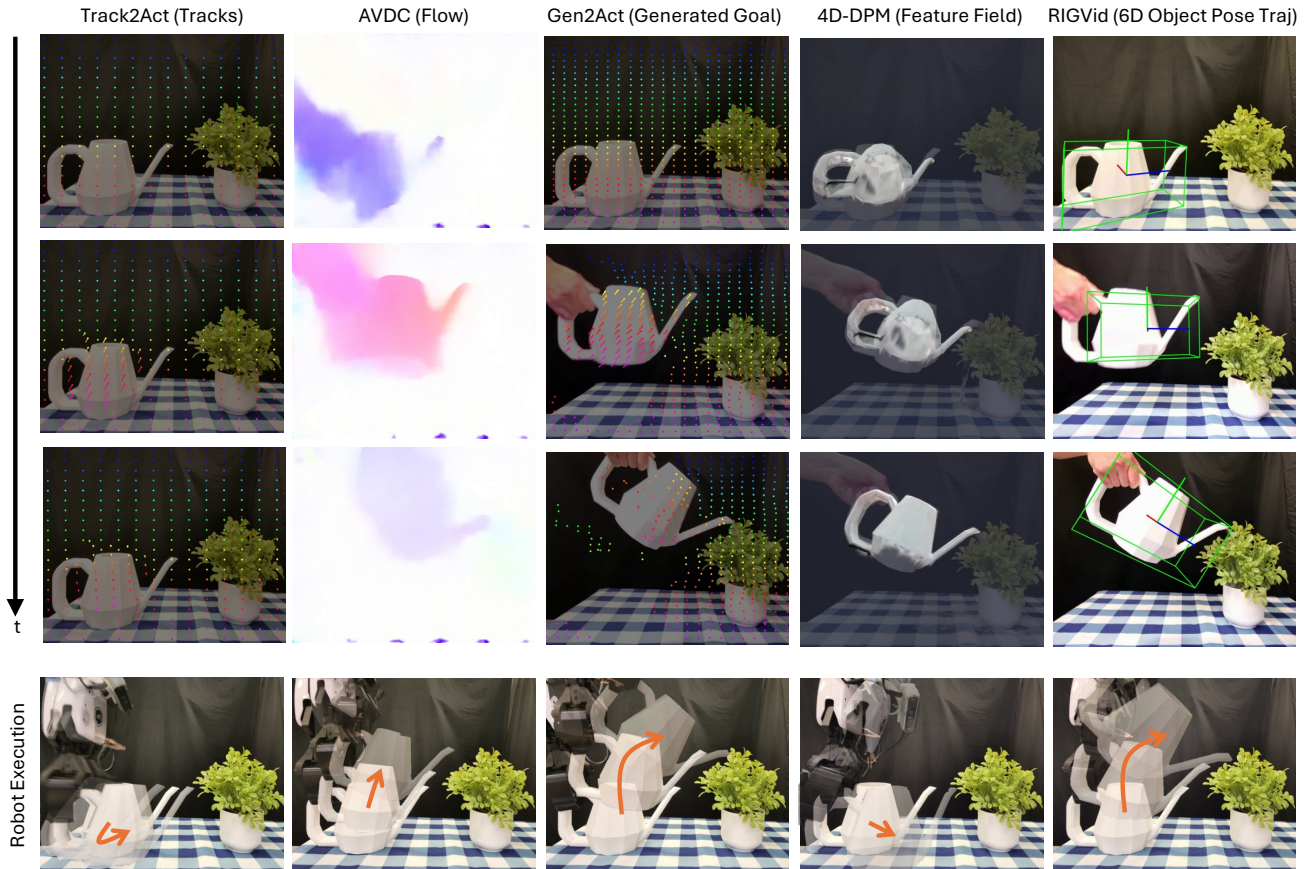 Track2Act (Tracks)
AVDC (Flow)
Gen2Act (Generated Goal)
4D-DPM (Feature Field)
RIGVid (6D Object Pose Traj)
t
Robot Execution